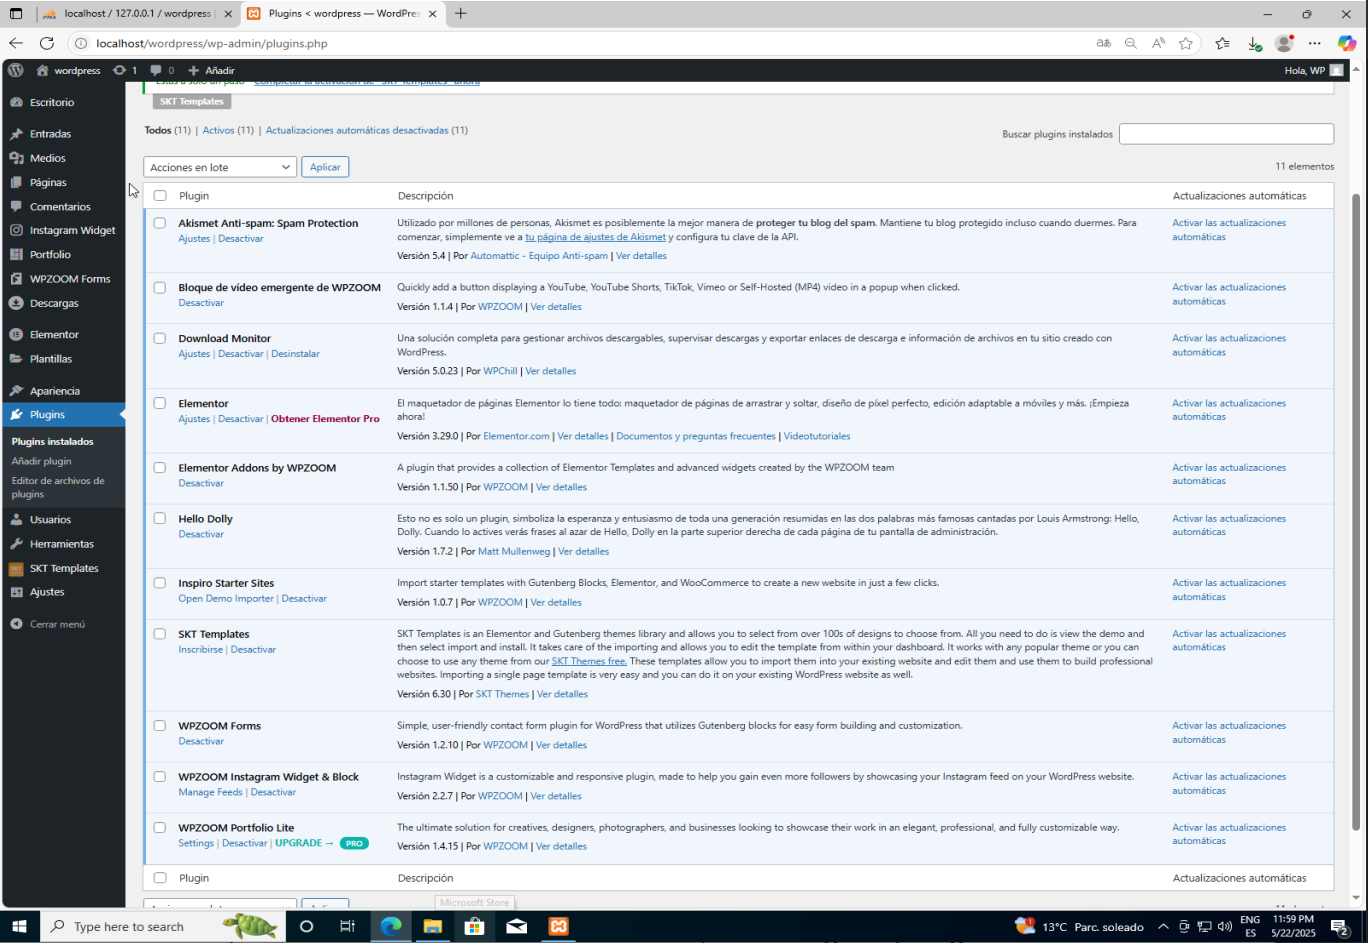 localhost / 127.0.0.1 / wordpress
Plugins < wordpress — WordPres
localhost/wordpress/wp-admin/plugins.php
wordpress 1 0 Añadir
Hola, WP
Estás a solo un paso Completar la activación de "SKT Templates" ahora
SKT Templates
Escritorio
Entradas
Medios
Páginas
Comentarios
Instagram Widget
Portfolio
WPZOOM Forms
Descargas
Elementor
Plantillas
Apariencia
Plugins
Plugins instalados
Añadir plugin
Editor de archivos de
plugins
Usuarios
Herramientas
SKT Templates
Ajustes
Cerrar menú
Todos (11) | Activos (11) | Actualizaciones automáticas desactivadas (11)
Buscar plugins instalados
Acciones en lote
Aplicar
11 elementos
Plugin Descripción Actualizaciones automáticas
Akismet Anti-spam: Spam Protection
Ajustes | Desactivar
Utilizado por millones de personas, Akismet es posiblemente la mejor manera de proteger tu blog del spam. Mantiene tu blog protegido incluso cuando duermes. Para
comenzar, simplemente ve a tu página de ajustes de Akismet y configura tu clave de la API.
Versión 5.4 | Por Automattic - Equipo Anti-spam | Ver detalles
Activar las actualizaciones
automáticas
Bloque de vídeo emergente de WPZOOM
Desactivar
Quickly add a button displaying a YouTube, YouTube Shorts, TikTok, Vimeo or Self-Hosted (MP4) video in a popup when clicked.
Versión 1.1.4 | Por WPZOOM | Ver detalles
Activar las actualizaciones
automáticas
Download Monitor
Ajustes | Desactivar | Desinstalar
Una solución completa para gestionar archivos descargables, supervisar descargas y exportar enlaces de descarga e información de archivos en tu sitio creado con
WordPress.
Versión 5.0.23 | Por WPChill | Ver detalles
Activar las actualizaciones
automáticas
Elementor
Ajustes | Desactivar | Obtener Elementor Pro
El maquetador de páginas Elementor lo tiene todo: maquetador de páginas de arrastrar y soltar, diseño de píxel perfecto, edición adaptable a móviles y más. ¡Empieza
ahora!
Versión 3.29.0 | Por Elementor.com | Ver detalles | Documentos y preguntas frecuentes | Videotutoriales
Activar las actualizaciones
automáticas
Elementor Addons by WPZOOM
Desactivar
A plugin that provides a collection of Elementor Templates and advanced widgets created by the WPZOOM team
Versión 1.1.50 | Por WPZOOM | Ver detalles
Activar las actualizaciones
automáticas
Hello Dolly
Desactivar
Esto no es solo un plugin, simboliza la esperanza y entusiasmo de toda una generación resumidas en las dos palabras más famosas cantadas por Louis Armstrong: Hello,
Dolly. Cuando lo actives verás frases al azar de Hello, Dolly en la parte superior derecha de cada página de tu pantalla de administración.
Versión 1.7.2 | Por Matt Mullenweg | Ver detalles
Activar las actualizaciones
automáticas
Inspiro Starter Sites
Open Demo Importer | Desactivar
Import starter templates with Gutenberg Blocks, Elementor, and WooCommerce to create a new website in just a few clicks.
Versión 1.0.7 | Por WPZOOM | Ver detalles
Activar las actualizaciones
automáticas
SKT Templates
Inscribirse | Desactivar
SKT Templates is an Elementor and Gutenberg themes library and allows you to select from over 100s of designs to choose from. All you need to do is view the demo and
then select import and install. It takes care of the importing and allows you to edit the template from within your dashboard. It works with any popular theme or you can
choose to use any theme from our SKT Themes free. These templates allow you to import them into your existing website and edit them and use them to build professional
websites. Importing a single page template is very easy and you can do it on your existing WordPress website as well.
Versión 6.30 | Por SKT Themes | Ver detalles
Activar las actualizaciones
automáticas
WPZOOM Forms
Desactivar
Simple, user-friendly contact form plugin for WordPress that utilizes Gutenberg blocks for easy form building and customization.
Versión 1.2.10 | Por WPZOOM | Ver detalles
Activar las actualizaciones
automáticas
WPZOOM Instagram Widget & Block
Manage Feeds | Desactivar
Instagram Widget is a customizable and responsive plugin, made to help you gain even more followers by showcasing your Instagram feed on your WordPress website.
Versión 2.2.7 | Por WPZOOM | Ver detalles
Activar las actualizaciones
automáticas
WPZOOM Portfolio Lite
Settings | Desactivar | UPGRADE → PRO
The ultimate solution for creatives, designers, photographers, and businesses looking to showcase their work in an elegant, professional, and fully customizable way.
Versión 1.4.15 | Por WPZOOM | Ver detalles
Activar las actualizaciones
automáticas
Plugin Descripción Actualizaciones automáticas
Microsoft Store
Type here to search
13°C Parc. soleado
ENG
ES
11:59 PM
5/22/2025
2